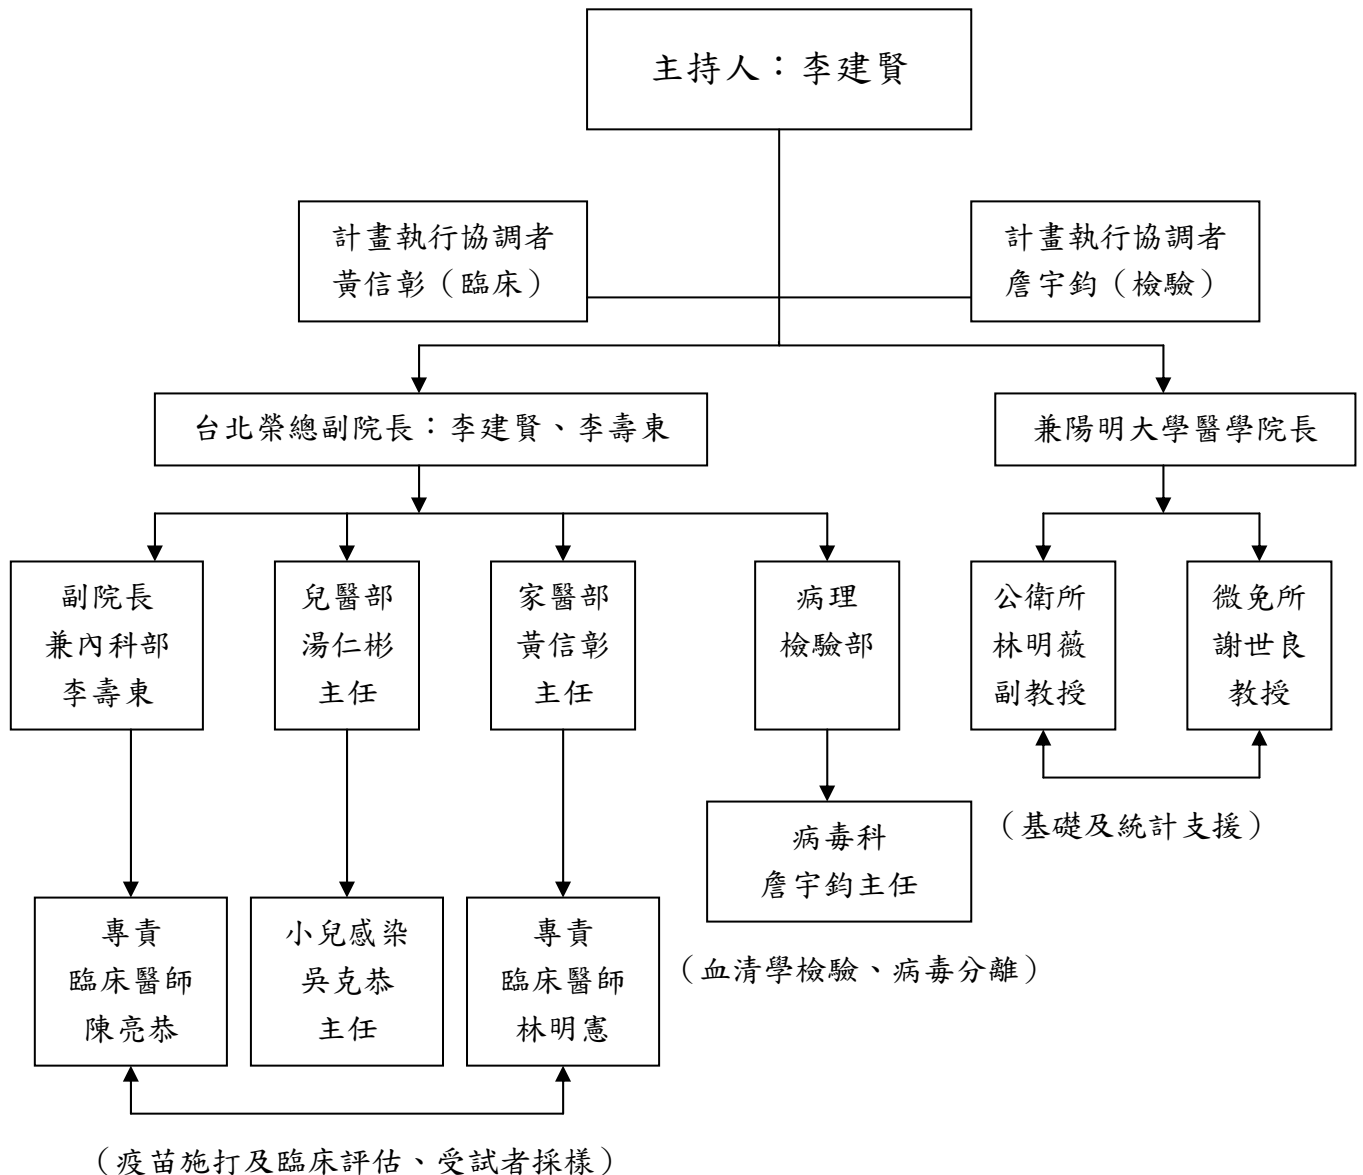 主持人：李建賢
計畫執行協調者
黃信彰（臨床）
計畫執行協調者
詹宇鈞（檢驗）
台北榮總副院長：李建賢、李壽東
兼陽明大學醫學院長
副院長
兼內科部
李壽東
兒醫部
湯仁彬
主任
家醫部
黃信彰
主任
病理
檢驗部
公衛所
林明薇
副教授
微免所
謝世良
教授
病毒科
詹宇鈞主任
（基礎及統計支援）
專責
臨床醫師
陳亮恭
小兒感染
吳克恭
主任
專責
臨床醫師
林明憲
（血清學檢驗、病毒分離）
（疫苗施打及臨床評估、受試者採樣）